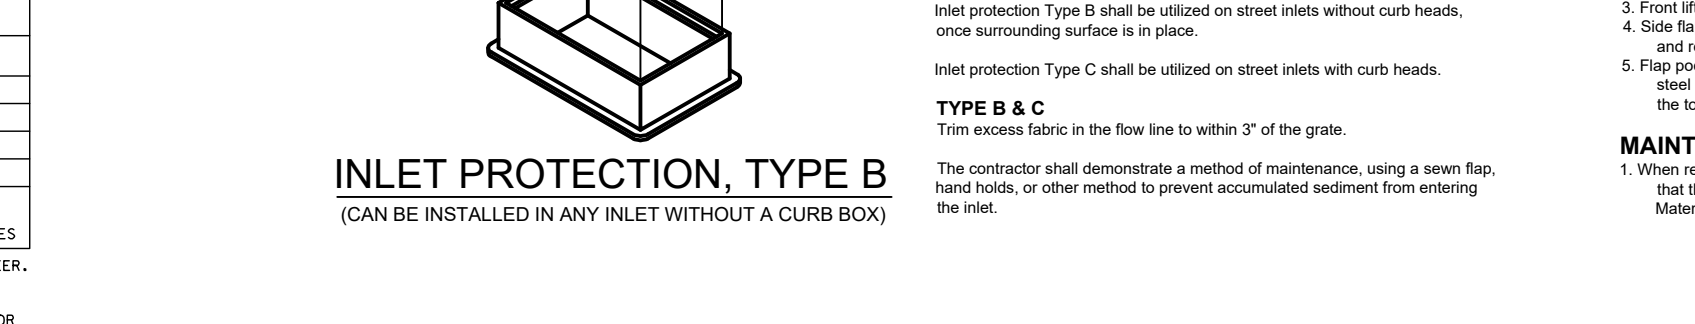 ES
ER.
OR
INLET PROTECTION, TYPE B
(CAN BE INSTALLED IN ANY INLET WITHOUT A CURB BOX)
Inlet protection Type B shall be utilized on street inlets without curb heads,
once surrounding surface is in place.
Inlet protection Type C shall be utilized on street inlets with curb heads.
TYPE B & C
Trim excess fabric in the flow line to within 3" of the grate.
The contractor shall demonstrate a method of maintenance, using a sewn flap,
hand holds, or other method to prevent accumulated sediment from entering
the inlet.
3. Front lif
4. Side fla
and r
5. Flap po
steel
the to
MAINT
1. When re
that t
Mater